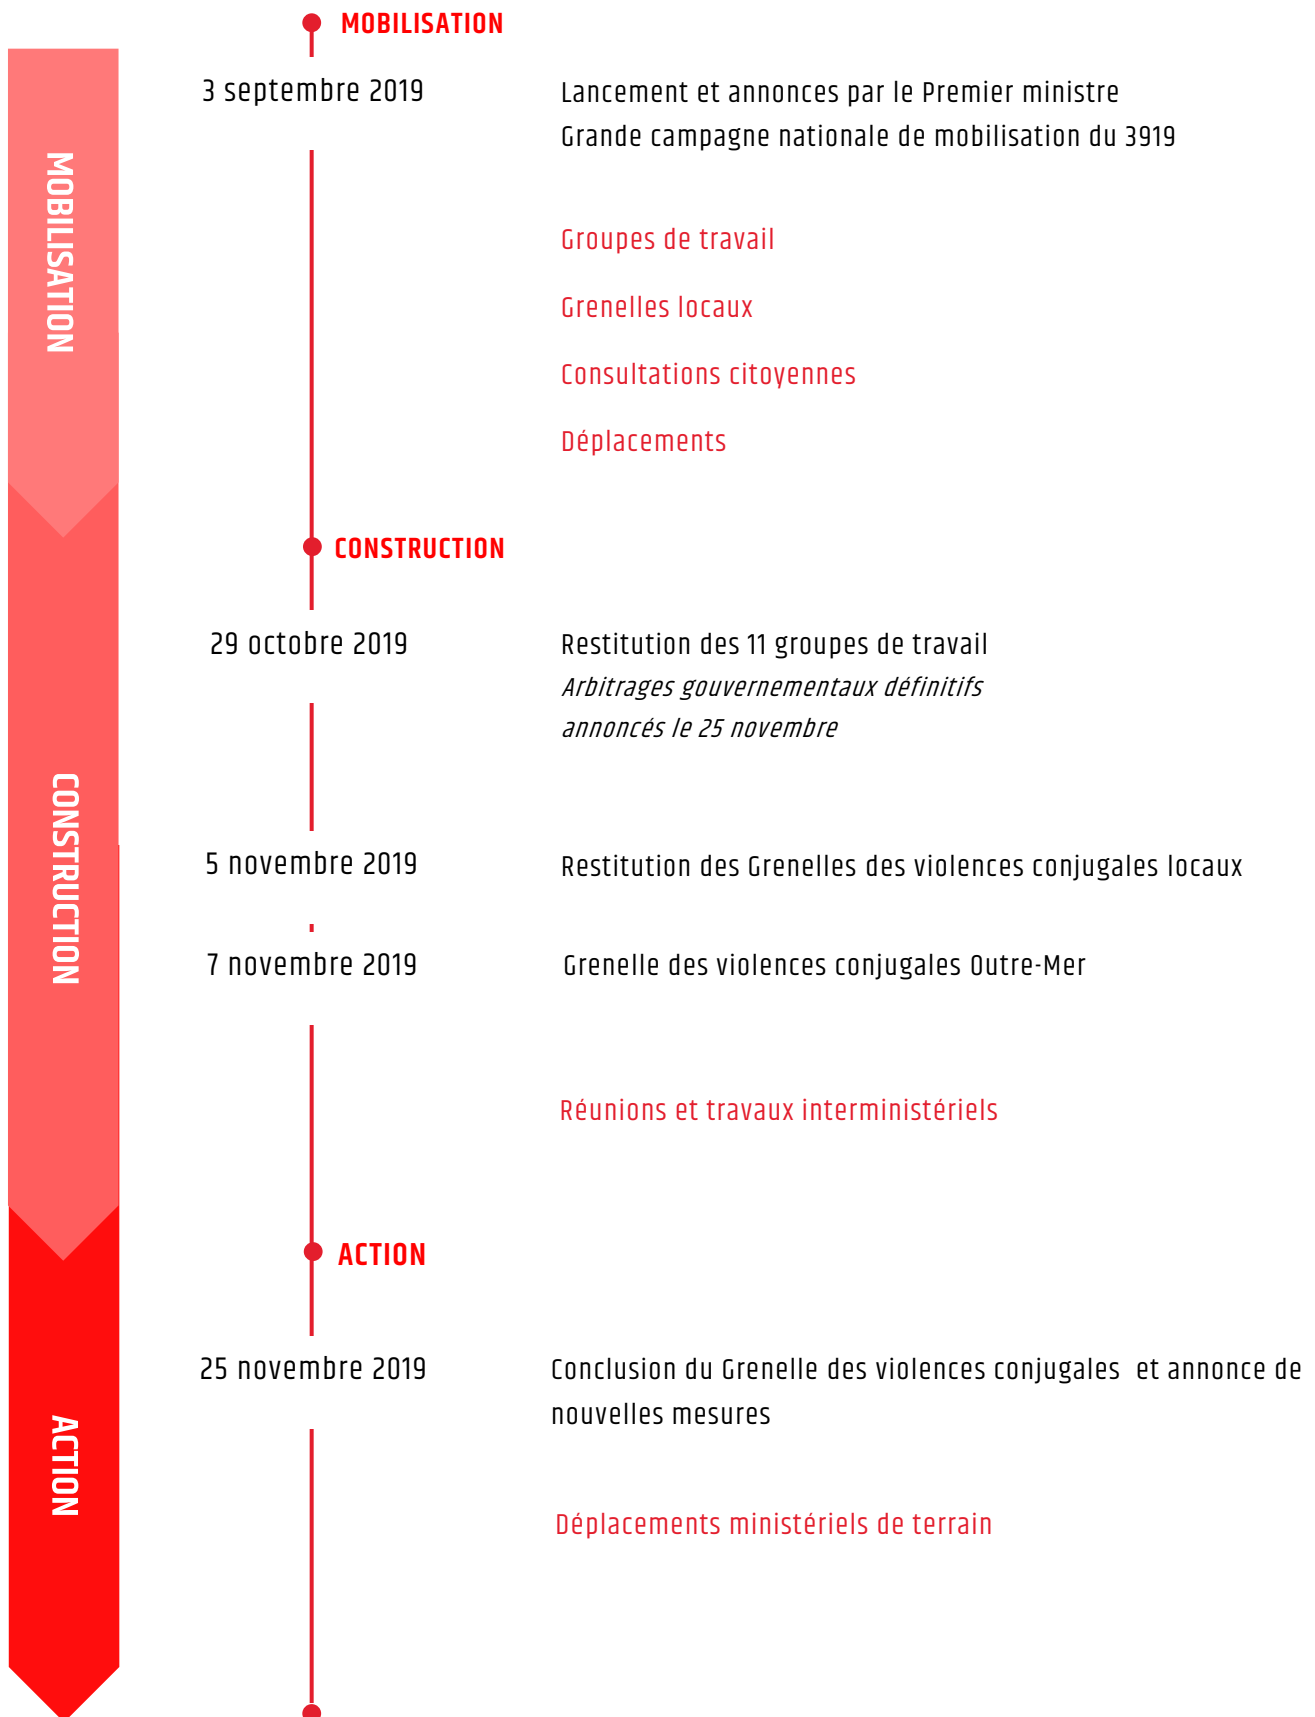 MOBILISATION
MOBILISATION
3 septembre 2019
Lancement et annonces par le Premier ministre
Grande campagne nationale de mobilisation du 3919
Groupes de travail
Grenelles locaux
Consultations citoyennes
Déplacements
CONSTRUCTION
CONSTRUCTION
29 octobre 2019
Restitution des 11 groupes de travail
Arbitrages gouvernementaux définitifs
annoncés le 25 novembre
5 novembre 2019
Restitution des Grenelles des violences conjugales locaux
7 novembre 2019
Grenelle des violences conjugales Outre-Mer
Réunions et travaux interministériels
ACTION
ACTION
25 novembre 2019
Conclusion du Grenelle des violences conjugales et annonce de
nouvelles mesures
Déplacements ministériels de terrain